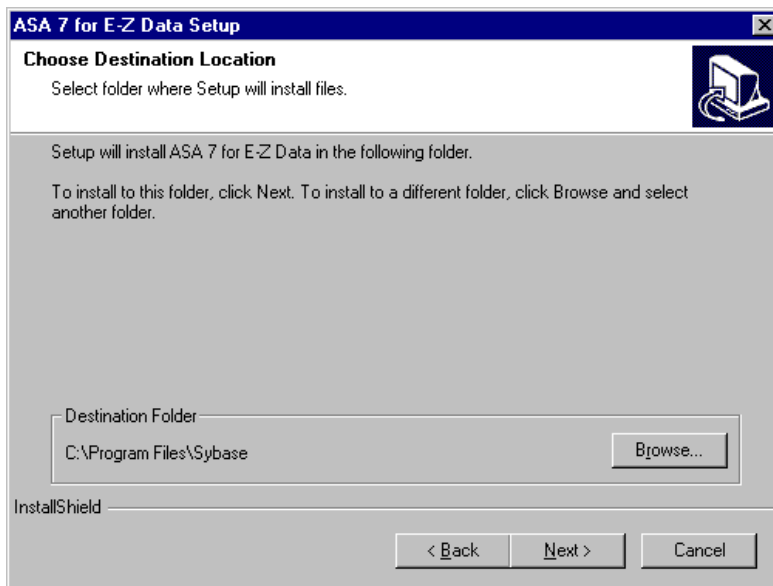 ASA 7 for E-Z Data Setup
Choose Destination Location
Select folder where Setup will install files.
Setup will install ASA 7 for E-Z Data in the following folder.
To install to this folder, click Next. To install to a different folder, click Browse and select
another folder.
Destination Folder
C:\Program Files\Sybase
Browse...
InstallShield
< Back
Next >
Cancel